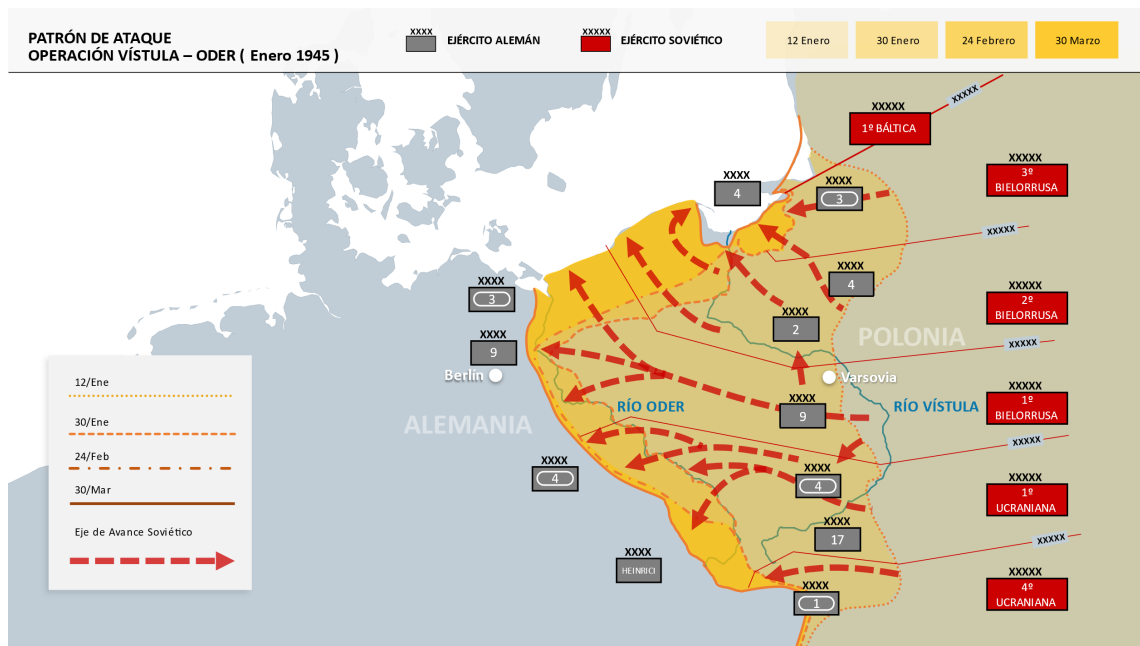 PATRÓN DE ATAQUE
OPERACIÓN VÍSTULA – ODER ( Enero 1945 )
XXXX
EJÉRCITO ALEMÁN
XXXXX
EJÉRCITO SOVIÉTICO
12 Enero
30 Enero
24 Febrero
30 Marzo
XXXXX
XXXXX
1º BÁLTICA
XXXXX
3º
BIELORRUSA
XXXX
4
XXXX
3
XXXXX
XXXX
4
XXXX
3
XXXXX
2º
BIELORRUSA
XXXX
2
POLONIA
XXXX
9
XXXXX
Berlín
Varsovia
12/Ene
30/Ene
24/Feb
30/Mar
Eje de Avance Soviético
ALEMANIA
RÍO ODER
XXXX
9
RÍO VÍSTULA
XXXXX
1º
BIELORRUSA
XXXXX
XXXX
4
XXXX
4
XXXXX
1º
UCRANIANA
XXXX
17
XXXXX
XXXX
HEINRICI
XXXX
1
XXXXX
4º
UCRANIANA